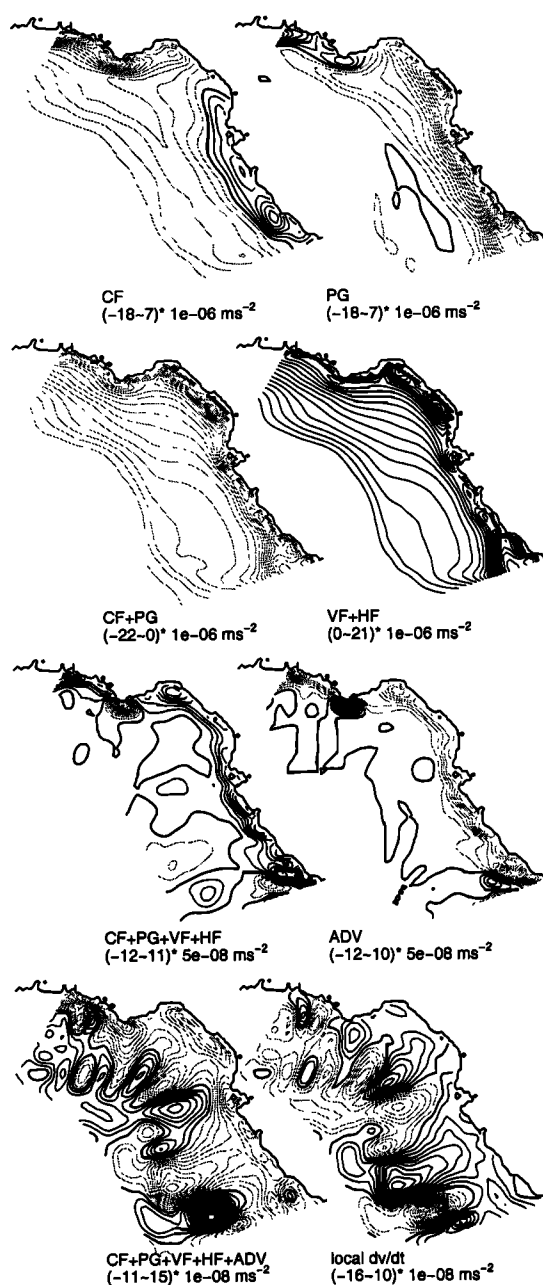 CF
(−18~7)* 1e−06 ms−2
PG
(−18~7)* 1e−06 ms−2
CF+PG
(−22~0)* 1e−06 ms−2
VF+HF
(0~21)* 1e−06 ms−2
CF+PG+VF+HF
(−12~11)* 5e−08 ms−2
ADV
(−12~10)* 5e−08 ms−2
CF+PG+VF+HF+ADV
(−11~15)* 1e−08 ms−2
local dv/dt
(−16~10)* 1e−08 ms−2